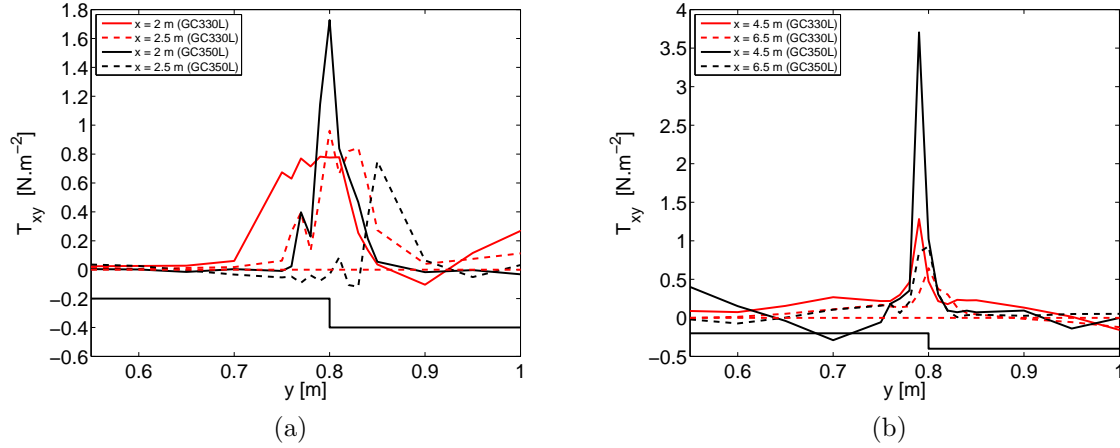 x = 2 m (GC330L)
x = 2.5 m (GC330L)
x = 2 m (GC350L)
x = 2.5 m (GC350L)
1.8
1.6
1.4
1.2
1
0.8
0.6
0.4
0.2
0
−0.2
−0.4
−0.6
T_xy [N.m−2]
0.6 0.7 0.8 0.9 1
y [m]
(a)
x = 4.5 m (GC330L)
x = 6.5 m (GC330L)
x = 4.5 m (GC350L)
x = 6.5 m (GC350L)
4
3.5
3
2.5
2
1.5
1
0.5
0
−0.5
T_xy [N.m−2]
0.6 0.7 0.8 0.9 1
y [m]
(b)